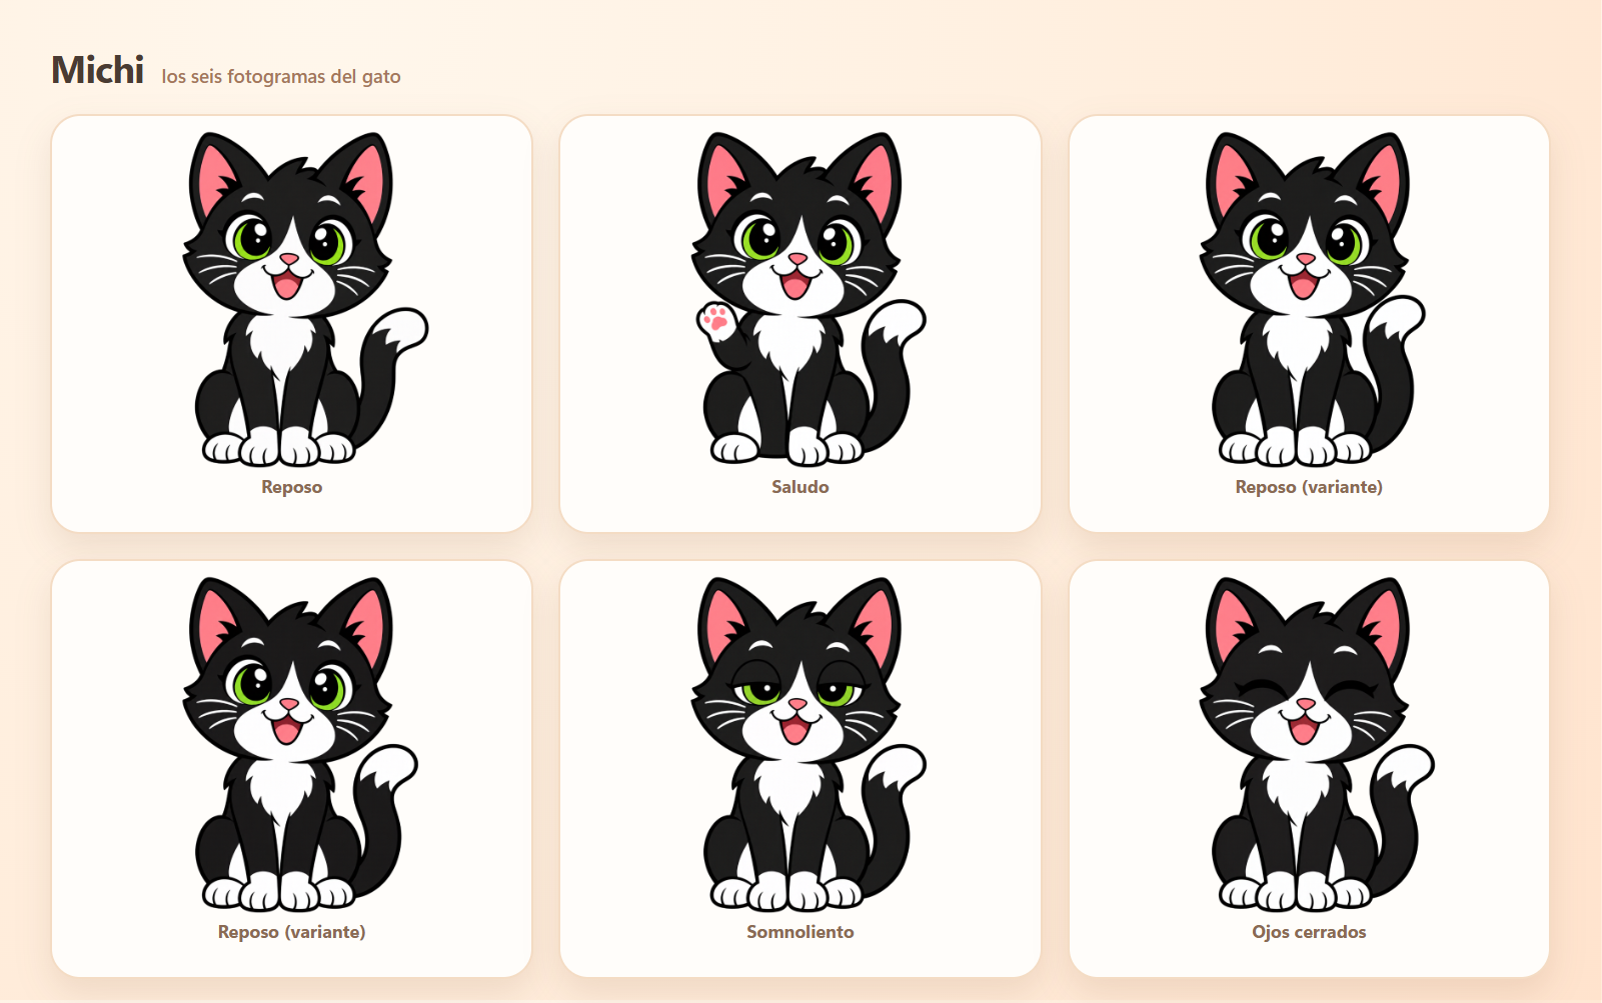 Michi los seis fotogramas del gato
Reposo
Saludo
Reposo (variante)
Reposo (variante)
Somnoliento
Ojos cerrados